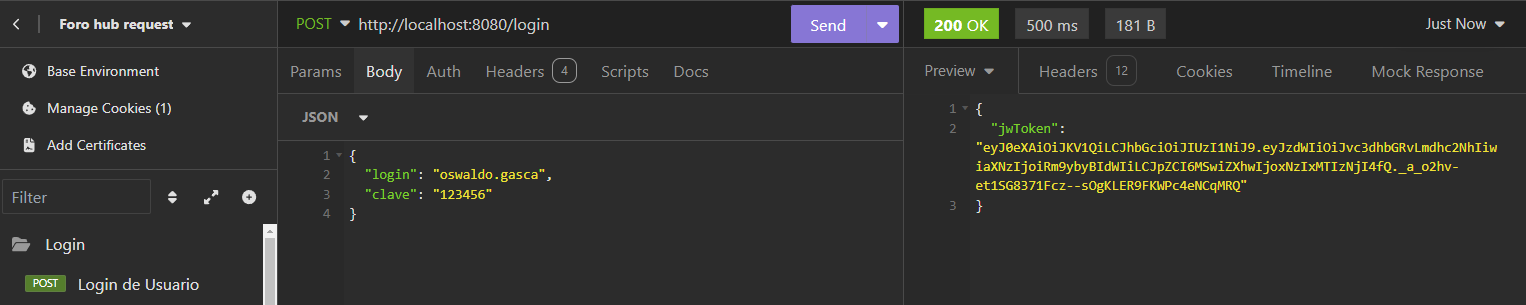 Foro hub request
Base Environment
Manage Cookies (1)
Add Certificates
Filter
Login
POST Login de Usuario
POST http://localhost:8080/login Send
Params Body Auth Headers 4 Scripts Docs
JSON
1 {
2 "login": "oswaldo.gasca",
3 "clave": "123456"
4 }
200 OK 500 ms 181 B Just Now
Preview Headers 12 Cookies Timeline Mock Response
1 {
2 "jwToken":
"eyJ0eXAiOiJKV1QiLCJhbGciOiJIUzI1NiJ9.eyJzdWIiOiJvc3dhbGRvLmdhc2NhIiw
iaXNzIjoiRm9ybyBIdWIiLCJpZCI6MSwiZXhwIjoxNzIxMTIzNjI4fQ._a_o2hv-
et1SG8371Fcz--sOgKLER9FKWPc4eNCqMRQ"
3 }